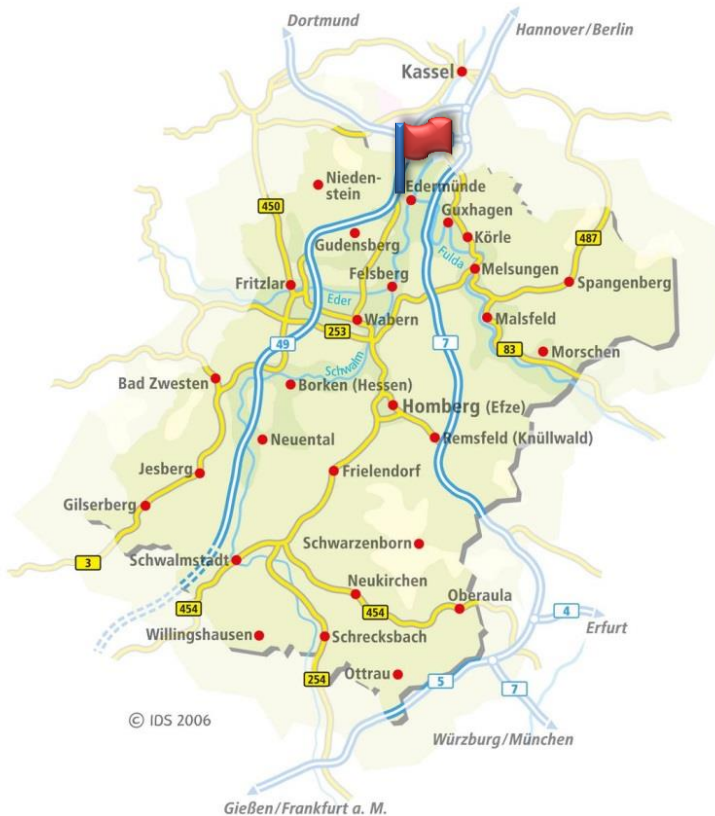 Dortmund
Hannover/Berlin
Kassel
Nieden-
stein
Edermünde
450
Guxhagen
Gudensberg
Körle
487
Fulda
Fritzlar
Felsberg
Melsungen
Spangenberg
Eder
Wabern
253
Malsfeld
49
7
83
Morschen
Schwalm
Bad Zwesten
Borken (Hessen)
Homberg (Efze)
Neuental
Remsfeld (Knüllwald)
Jesberg
Frielendorf
Gilserberg
Schwarzenborn
3
Schwalmstadt
Neukirchen
Oberaula
454
454
4
Willingshausen
Schrecksbach
Erfurt
Ottrau
254
5
7
© IDS 2006
Würzburg/München
Gießen/Frankfurt a. M.